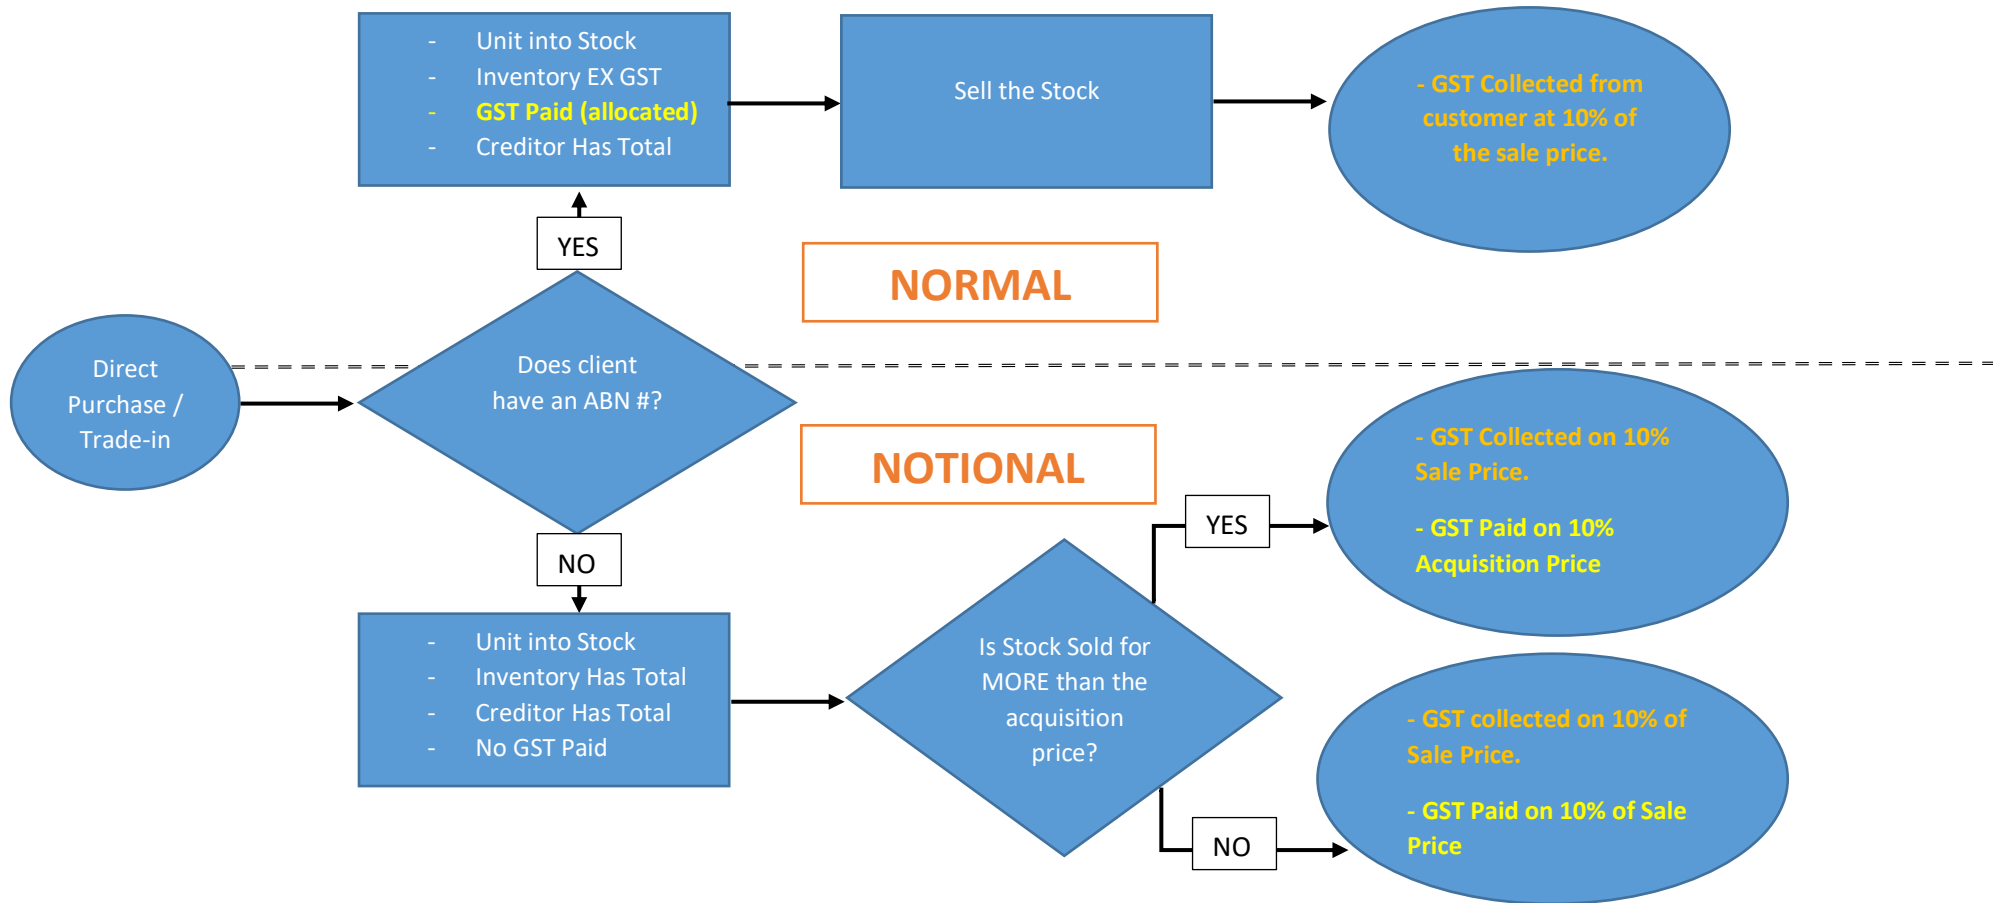 - Unit into Stock
- Inventory EX GST
- GST Paid (allocated)
- Creditor Has Total
Sell the Stock
- GST Collected from
customer at 10% of
the sale price.
YES
NORMAL
Direct
Purchase /
Trade-in
Does client
have an ABN #?
NOTIONAL
NO
- Unit into Stock
- Inventory Has Total
- Creditor Has Total
- No GST Paid
Is Stock Sold for
MORE than the
acquisition
price?
YES
- GST Collected on 10%
Sale Price.
- GST Paid on 10%
Acquisition Price
NO
- GST collected on 10% of
Sale Price.
- GST Paid on 10% of Sale
Price